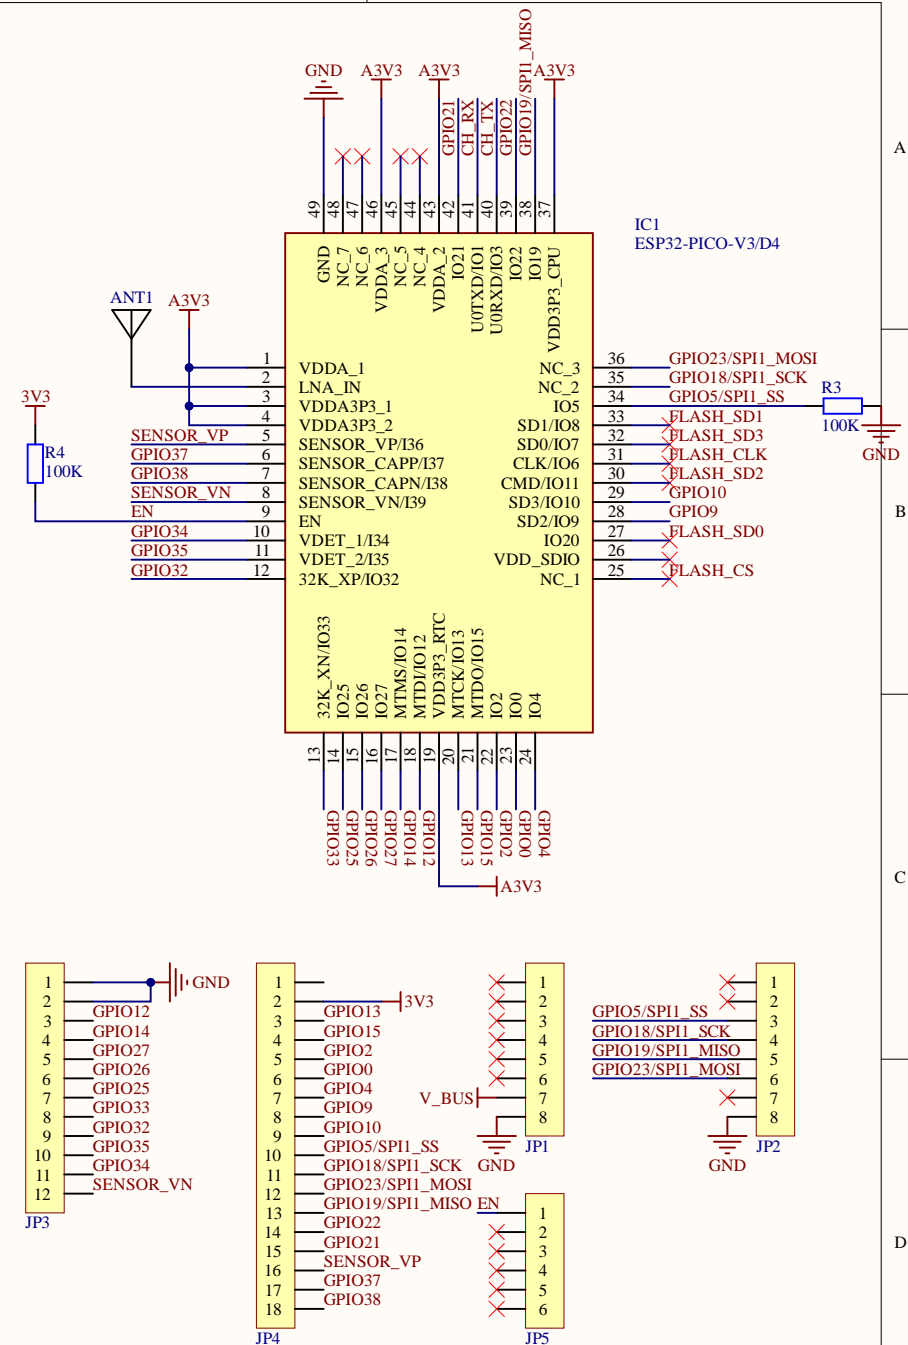 GND
A3V3
A3V3
GPIO21
CH_RX
CH_TX
GPIO22
GPIO19/SPI1_MISO
A3V3
A
49
48
47
46
45
44
43
42
41
40
39
38
37
IC1
ESP32-PICO-V3/D4
GND
NC_7
NC_6
VDDA_3
NC_5
NC_4
VDDA_2
IO21
U0TXD/IO1
U0RXD/IO3
IO22
IO19
VDD3P3_CPU
ANT1
A3V3
3V3
R4
100K
1 VDDA_1
2 LNA_IN
3 VDDA3P3_1
4 VDDA3P3_2
SENSOR_VP 5 SENSOR_VP/I36
GPIO37 6 SENSOR_CAPP/I37
GPIO38 7 SENSOR_CAPN/I38
SENSOR_VN 8 SENSOR_VN/I39
EN 9 EN
GPIO34 10 VDET_1/I34
GPIO35 11 VDET_2/I35
GPIO32 12 32K_XP/IO32
NC_3 36 GPIO23/SPI1_MOSI
NC_2 35 GPIO18/SPI1_SCK
IO5 34 GPIO5/SPI1_SS
SD1/IO8 33 FLASH_SD1
SD0/IO7 32 FLASH_SD3
CLK/IO6 31 FLASH_CLK
CMD/IO11 30 FLASH_SD2
SD3/IO10 29 GPIO10
SD2/IO9 28 GPIO9
IO20 27 FLASH_SD0
VDD_SDIO 26
NC_1 25 FLASH_CS
R3
100K
GND
B
32K_XN/IO33
IO25
IO26
IO27
MTMS/IO14
MTDI/IO12
VDD3P3_RTC
MTCK/IO13
MTDO/IO15
IO2
IO0
IO4
13
14
15
16
17
18
19
20
21
22
23
24
GPIO33
GPIO25
GPIO26
GPIO27
GPIO14
GPIO12
GPIO13
GPIO15
GPIO2
GPIO0
GPIO4
A3V3
C
1
2 GND
3 GPIO12
4 GPIO14
5 GPIO27
6 GPIO26
7 GPIO25
8 GPIO33
9 GPIO32
10 GPIO35
11 GPIO34
12 SENSOR_VN
JP3
1
2 3V3
3 GPIO13
4 GPIO15
5 GPIO2
6 GPIO0
7 GPIO4
8 GPIO9
9 GPIO10
10 GPIO5/SPI1_SS
11 GPIO18/SPI1_SCK
12 GPIO23/SPI1_MOSI
13 GPIO19/SPI1_MISO
14 GPIO22
15 GPIO21
16 SENSOR_VP
17 GPIO37
18 GPIO38
JP4
1
2
3
4
5
6
V_BUS 7
8
GND
JP1
EN 1
2
3
4
5
6
JP5
1
2
GPIO5/SPI1_SS 3
GPIO18/SPI1_SCK 4
GPIO19/SPI1_MISO 5
GPIO23/SPI1_MOSI 6
7
8
GND
JP2
D